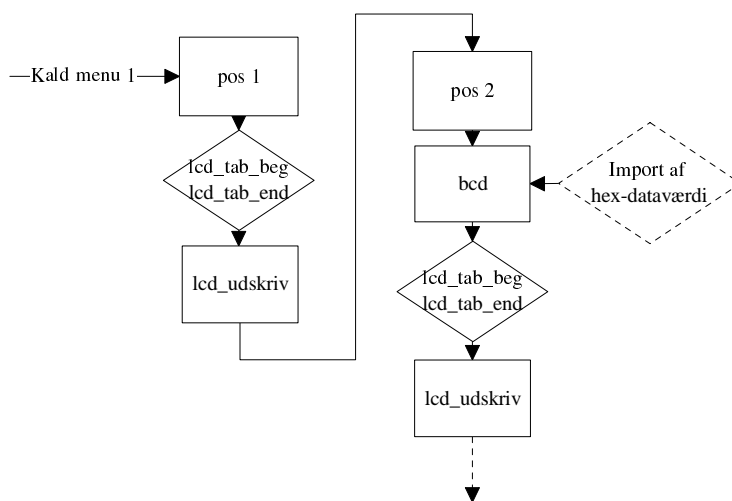 Kald menu 1
pos 1
lcd_tab_beg
lcd_tab_end
lcd_udskriv
pos 2
bcd
Import af
hex-dataværdi
lcd_tab_beg
lcd_tab_end
lcd_udskriv